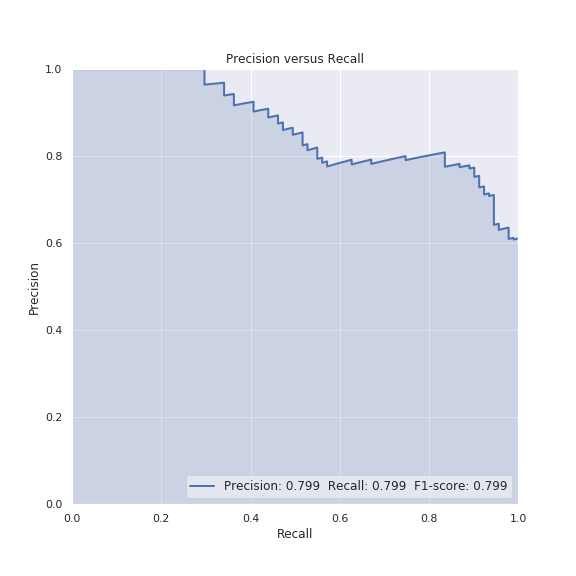 Precision versus Recall
1.0
0.8
0.6
0.4
0.2
0.0
Precision
Precision: 0.799 Recall: 0.799 F1-score: 0.799
0.0 0.2 0.4 0.6 0.8 1.0
Recall